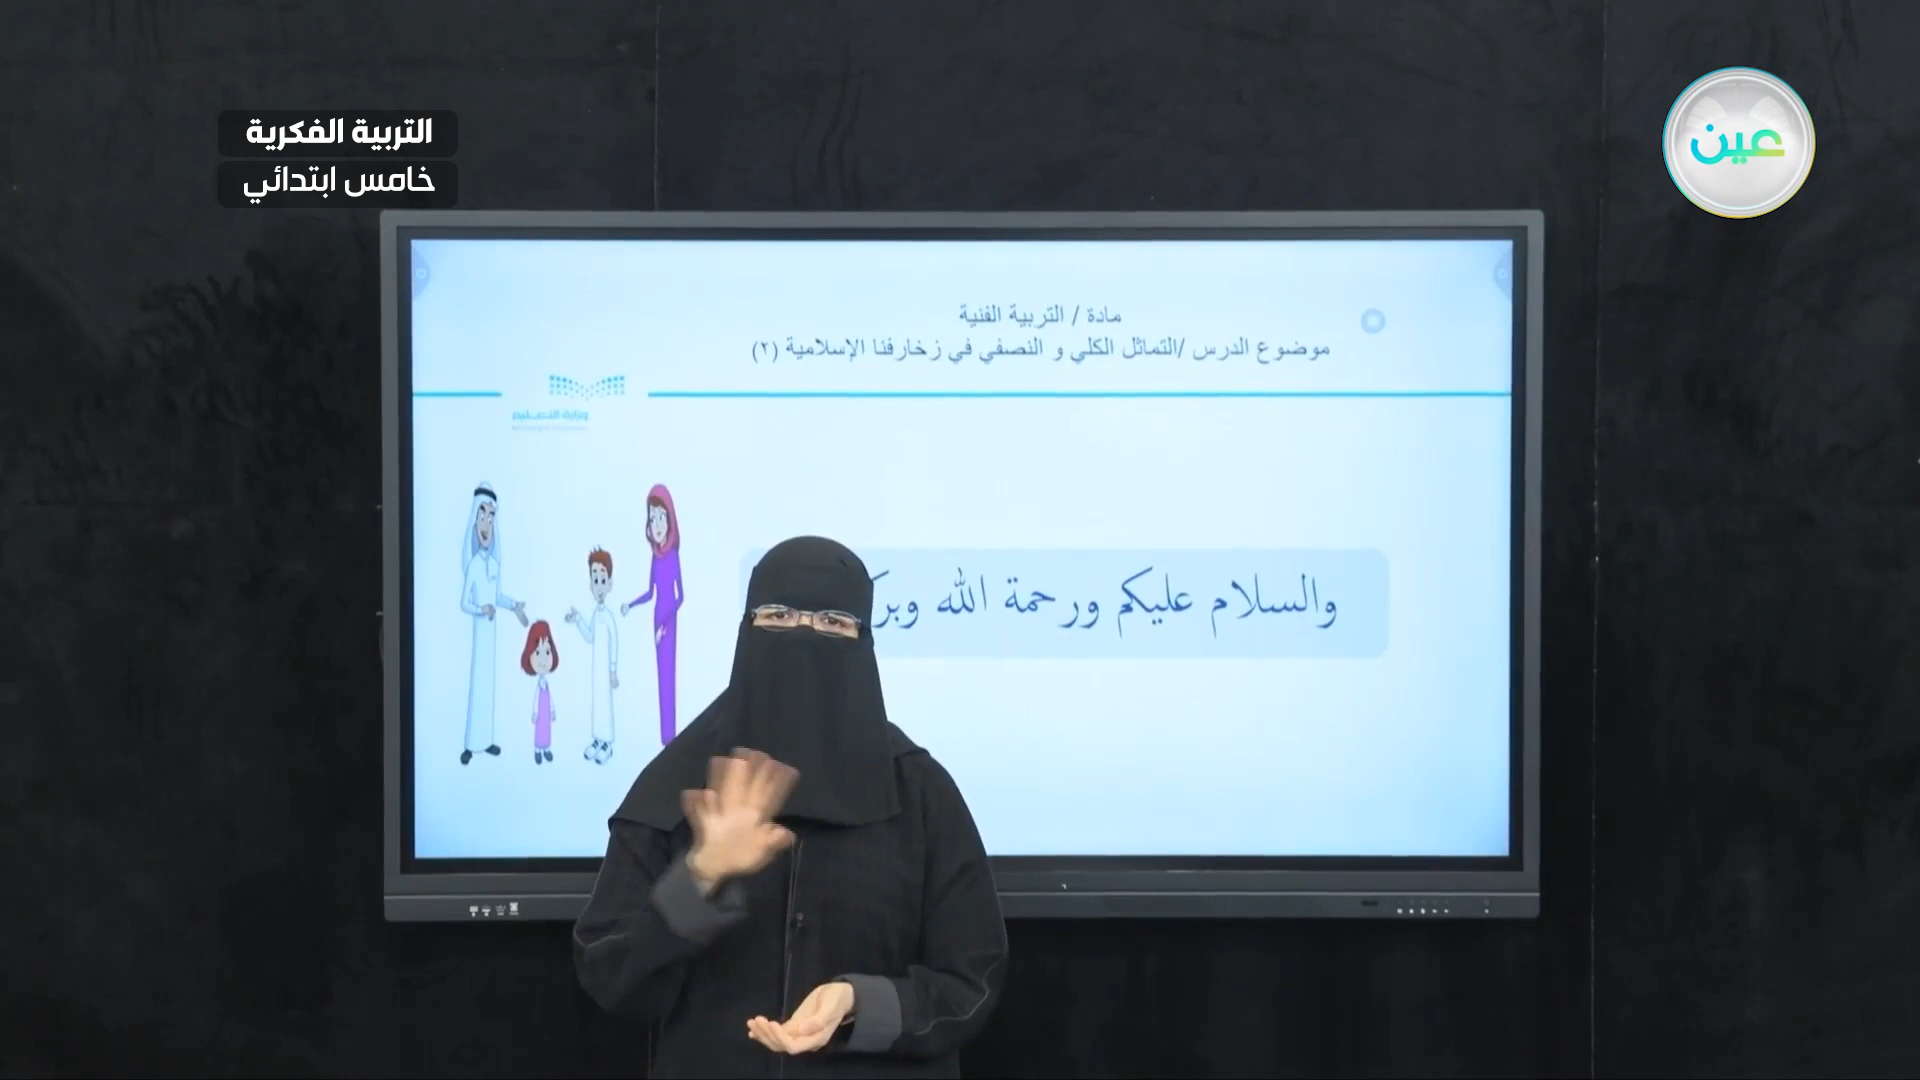 التربية الفكرية
خامس ابتدائي
عين
مادة / التربية الفنية
موضوع الدرس /التماثل الكلي و النصفي في زخارفنا الإسلامية (٢)
وزارة التعليم
والسلام عليكم ورحمة الله